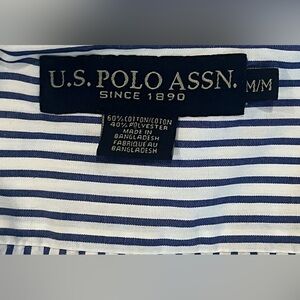 U.S. POLO ASSN.
SINCE 1890
M/M
60% COTTON/COTON
40% POLYESTER
MADE IN
BANGLADESH
FABRIQUE AU
BANGLADESH